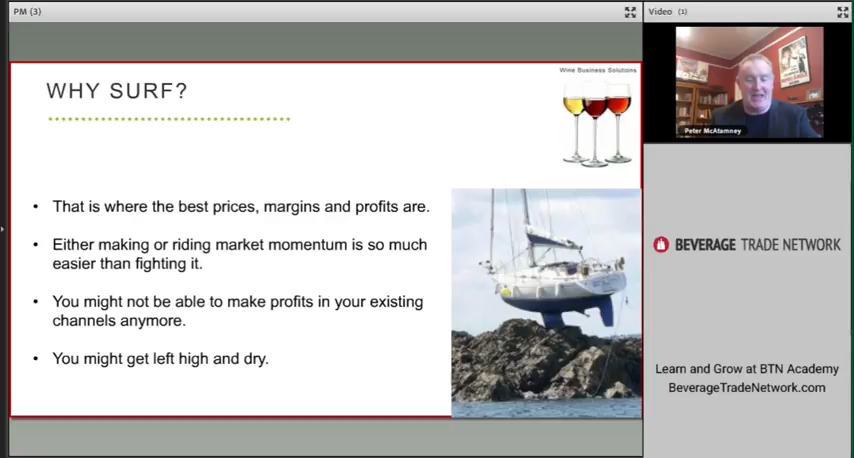 PM (3)
Video (1)
Wine Business Solutions
WHY SURF?
• That is where the best prices, margins and profits are.
• Either making or riding market momentum is so much
easier than fighting it.
• You might not be able to make profits in your existing
channels anymore.
• You might get left high and dry.
Peter McAtamney
BEVERAGE TRADE NETWORK
Learn and Grow at BTN Academy
BeverageTradeNetwork.com